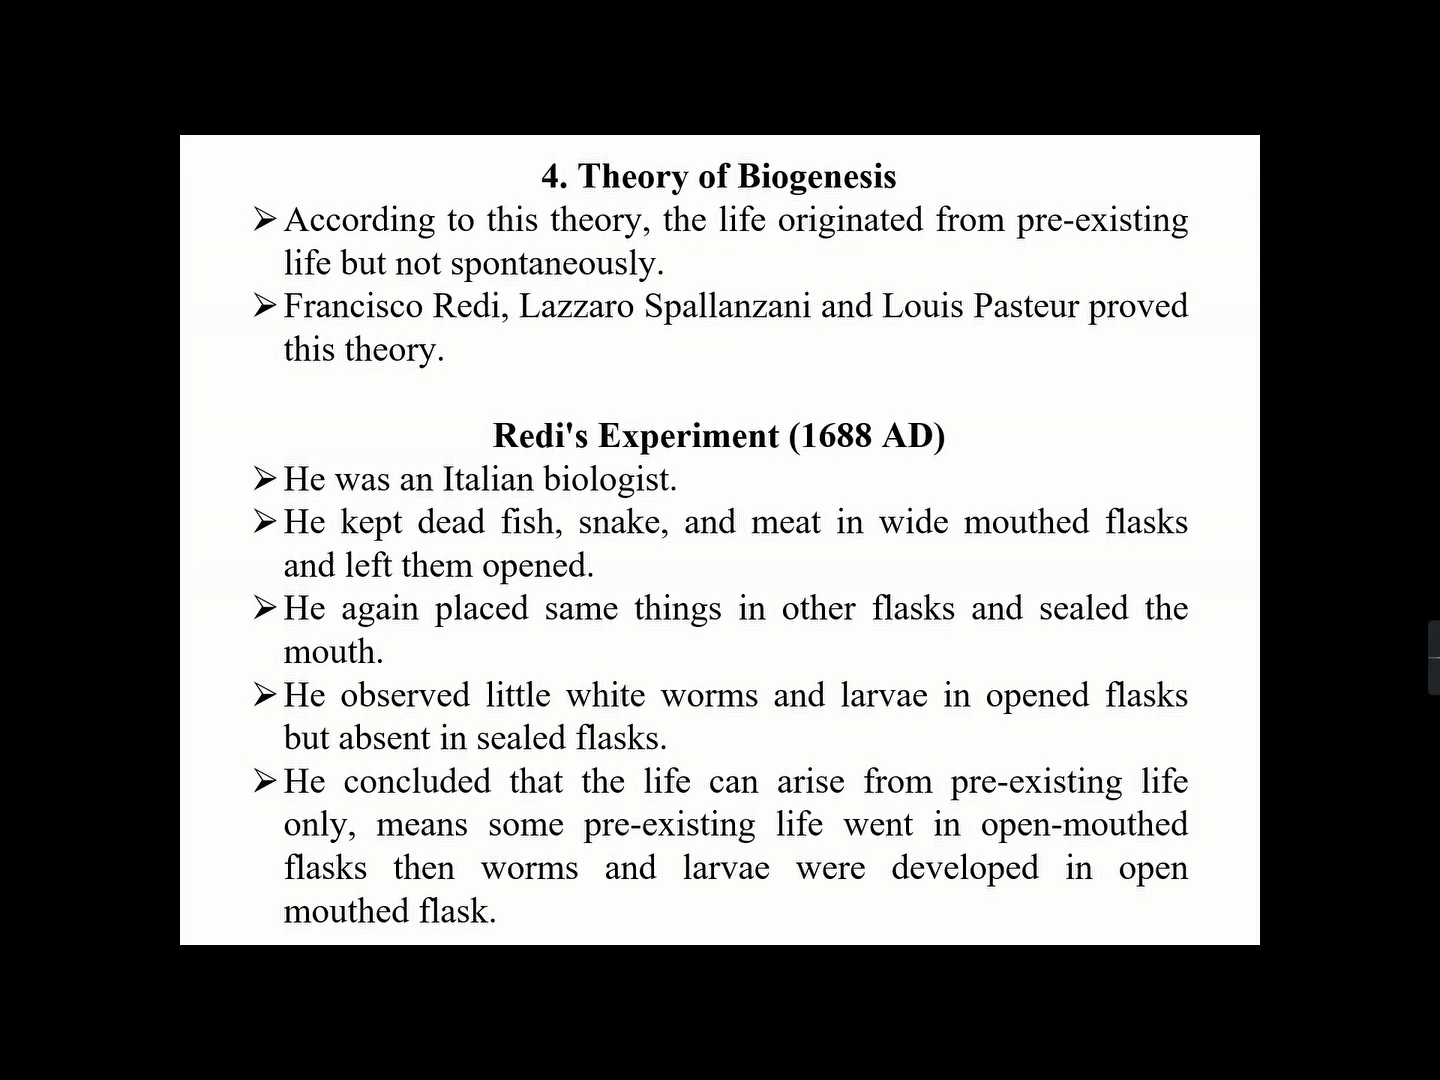 4. Theory of Biogenesis
➢ According to this theory, the life originated from pre-existing
life but not spontaneously.
➢ Francisco Redi, Lazzaro Spallanzani and Louis Pasteur proved
this theory.
Redi's Experiment (1688 AD)
➢ He was an Italian biologist.
➢ He kept dead fish, snake, and meat in wide mouthed flasks
and left them opened.
➢ He again placed same things in other flasks and sealed the
mouth.
➢ He observed little white worms and larvae in opened flasks
but absent in sealed flasks.
➢ He concluded that the life can arise from pre-existing life
only, means some pre-existing life went in open-mouthed
flasks then worms and larvae were developed in open
mouthed flask.